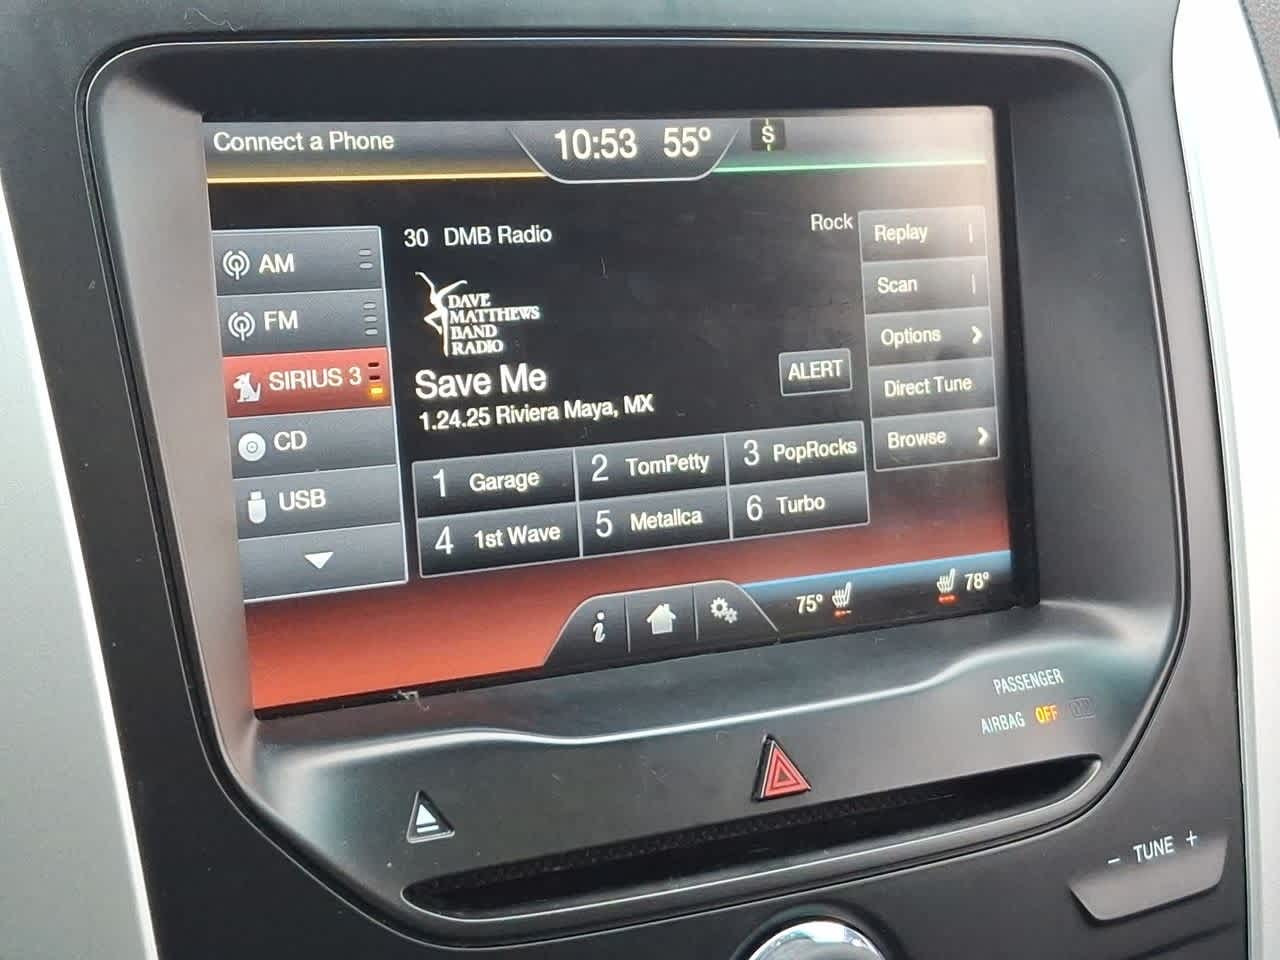 Connect a Phone
10:53 55°
S
30 DMB Radio
Rock
AM
FM
SIRIUS 3
CD
USB
DAVE
MATTHEWS
BAND
RADIO
Save Me
1.24.25 Riviera Maya, MX
ALERT
Replay
Scan
Options
Direct Tune
Browse
1 Garage
2 TomPetty
3 PopRocks
4 1st Wave
5 Metallca
6 Turbo
i
75°
78°
PASSENGER
AIRBAG OFF
- TUNE +